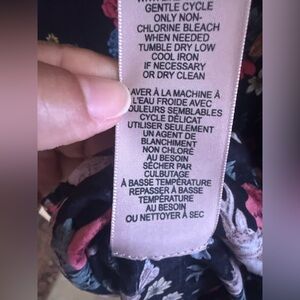 GENTLE CYCLE
ONLY NON-
CHLORINE BLEACH
WHEN NEEDED
TUMBLE DRY LOW
COOL IRON
IF NECESSARY
OR DRY CLEAN
AVER À LA MACHINE À
L'EAU FROIDE AVEC
OULEURS SEMBLABLES
CYCLE DÉLICAT
UTILISER SEULEMENT
UN AGENT DE
BLANCHIMENT
NON CHLORÉ
AU BESOIN
SÉCHER PAR
CULBUTAGE
À BASSE TEMPÉRATURE
REPASSER À BASSE
TEMPÉRATURE
AU BESOIN
OU NETTOYER À SEC